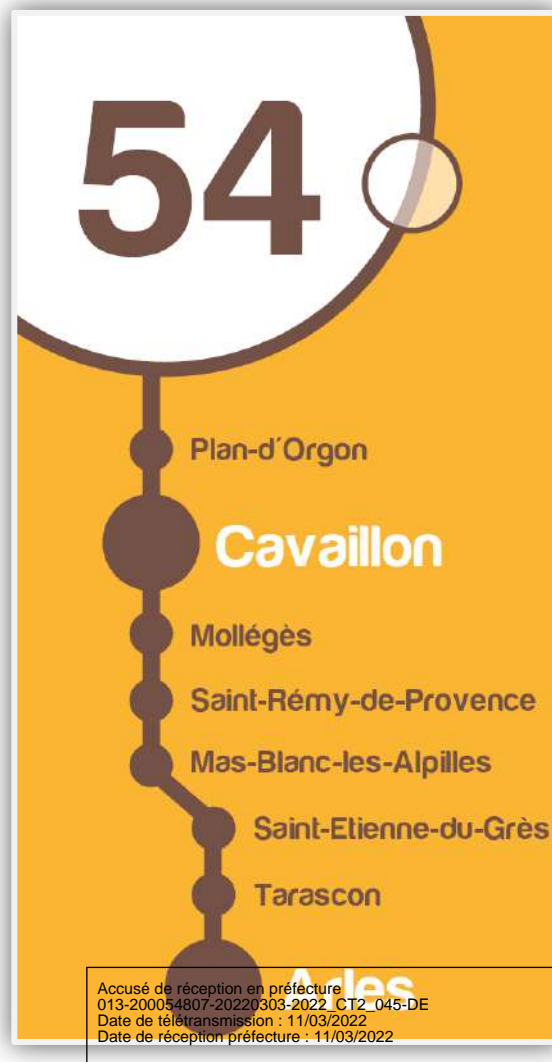 54
Plan-d'Orgon
Cavaillon
Mollégès
Saint-Rémy-de-Provence
Mas-Blanc-les-Alpilles
Saint-Etienne-du-Grès
Tarascon
Arles
Accusé de réception en préfecture
013-200054807-20220303-2022_CT2_045-DE
Date de télétransmission : 11/03/2022
Date de réception préfecture : 11/03/2022